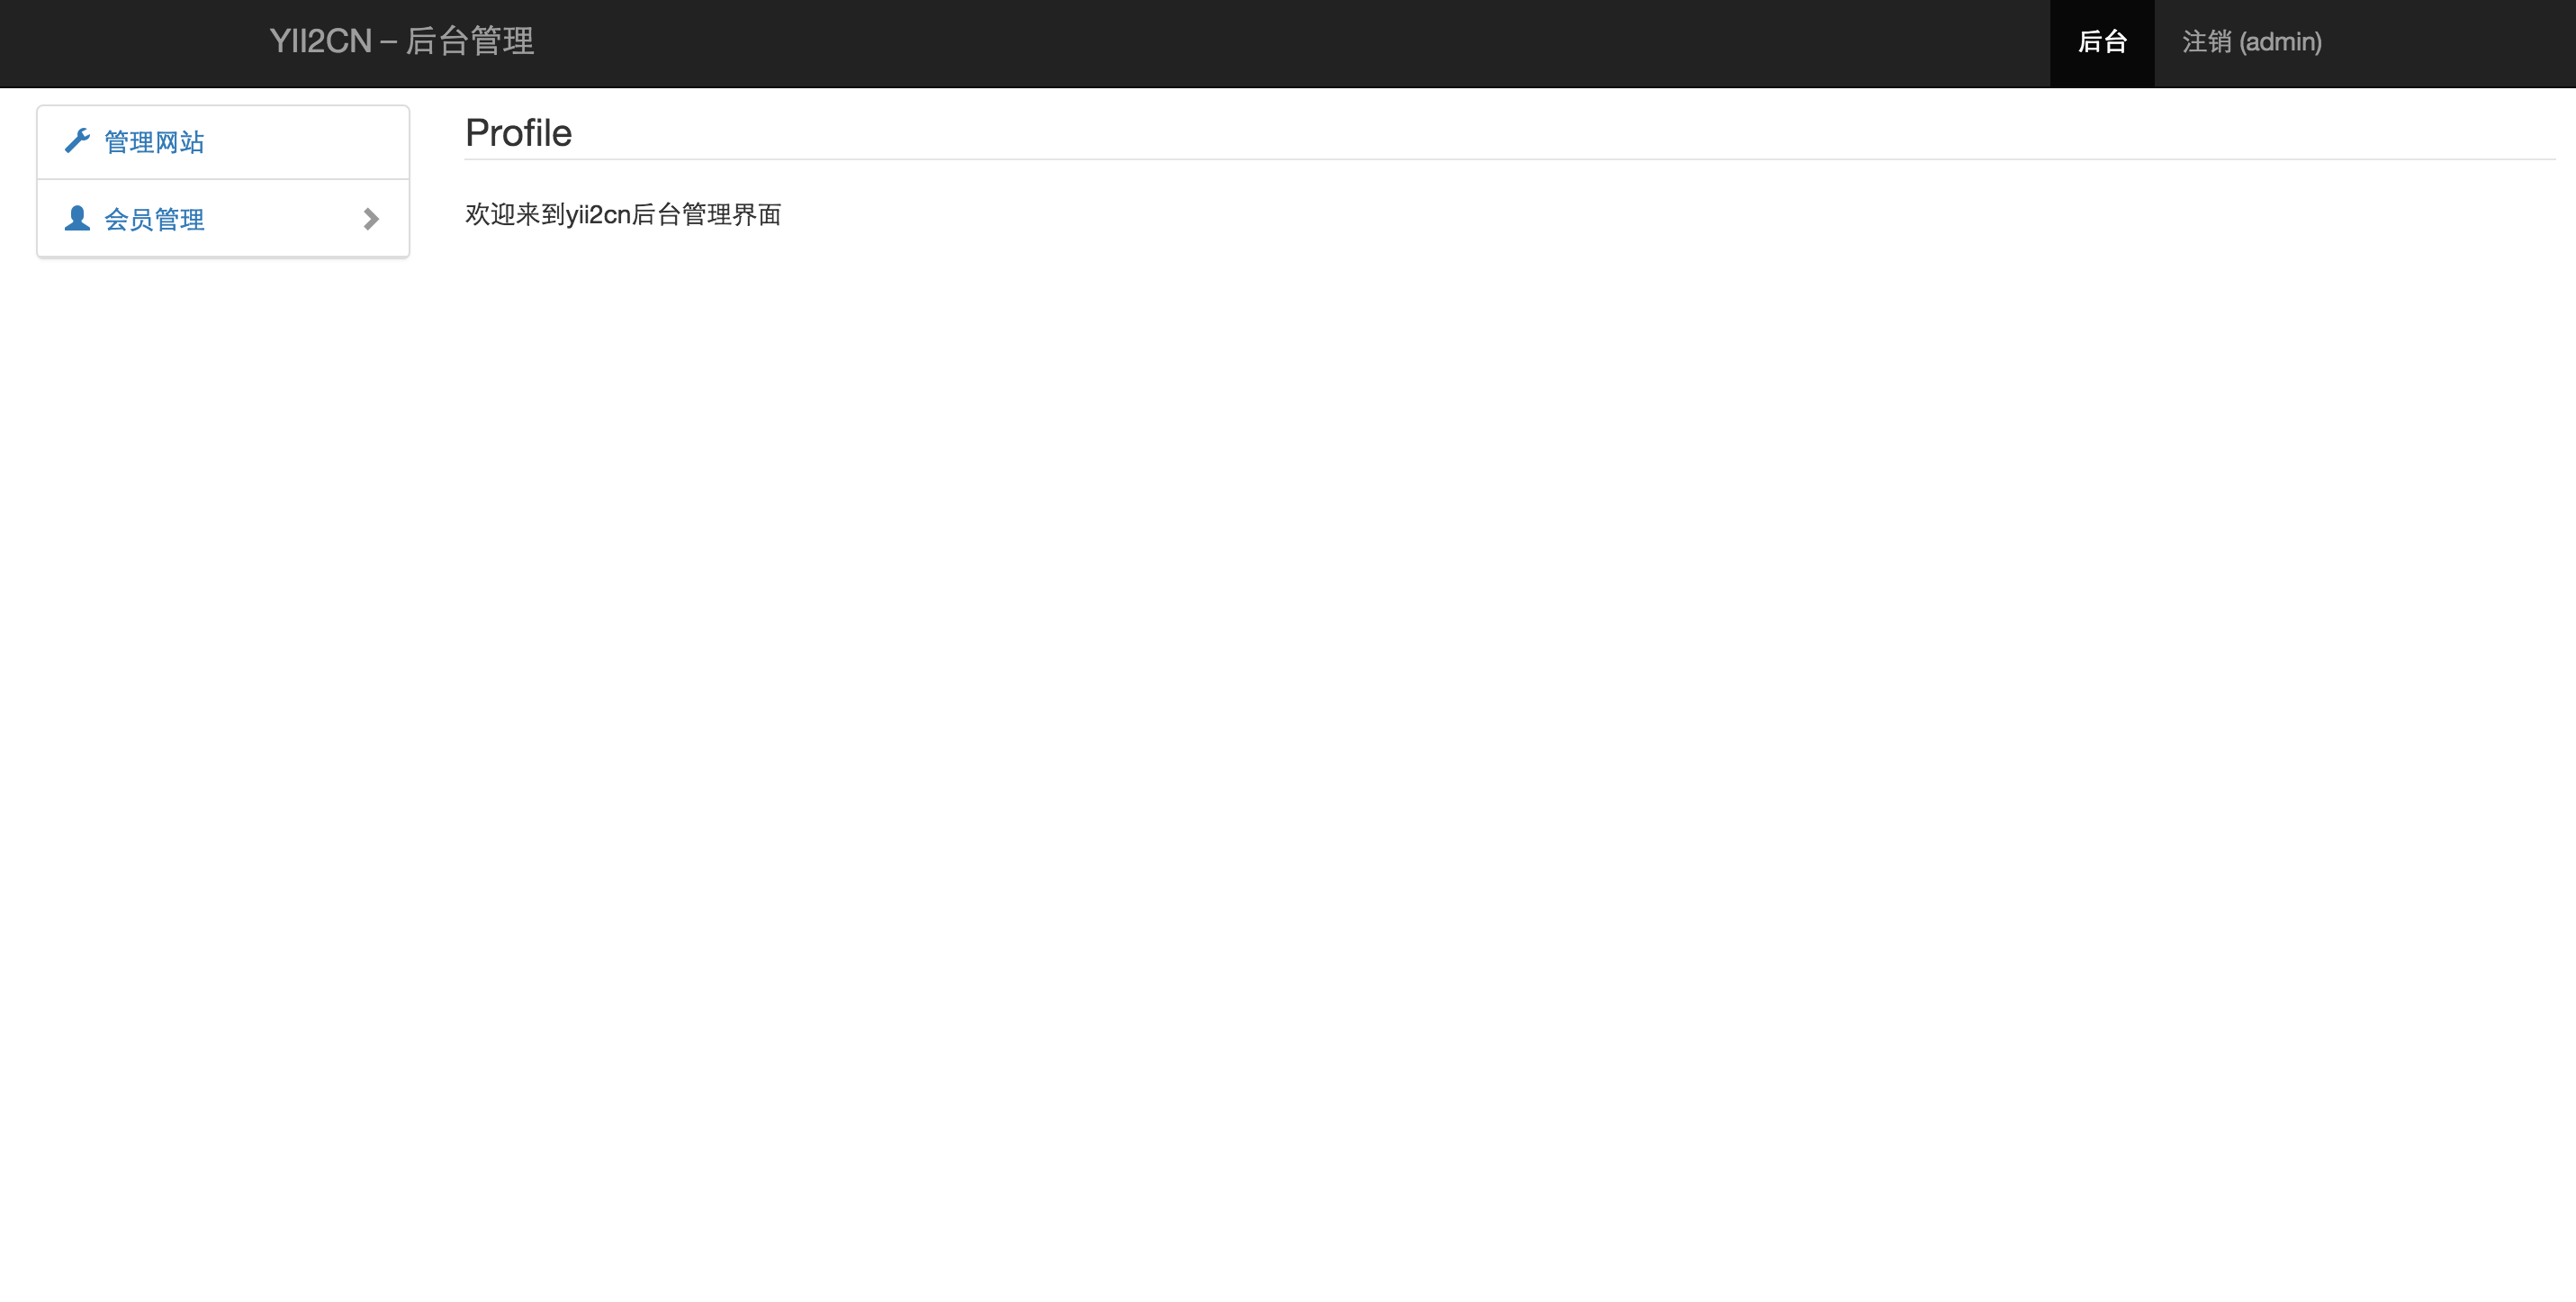 YII2CN – 后台管理
后台
注销 (admin)
管理网站
会员管理
Profile
欢迎来到yii2cn后台管理界面